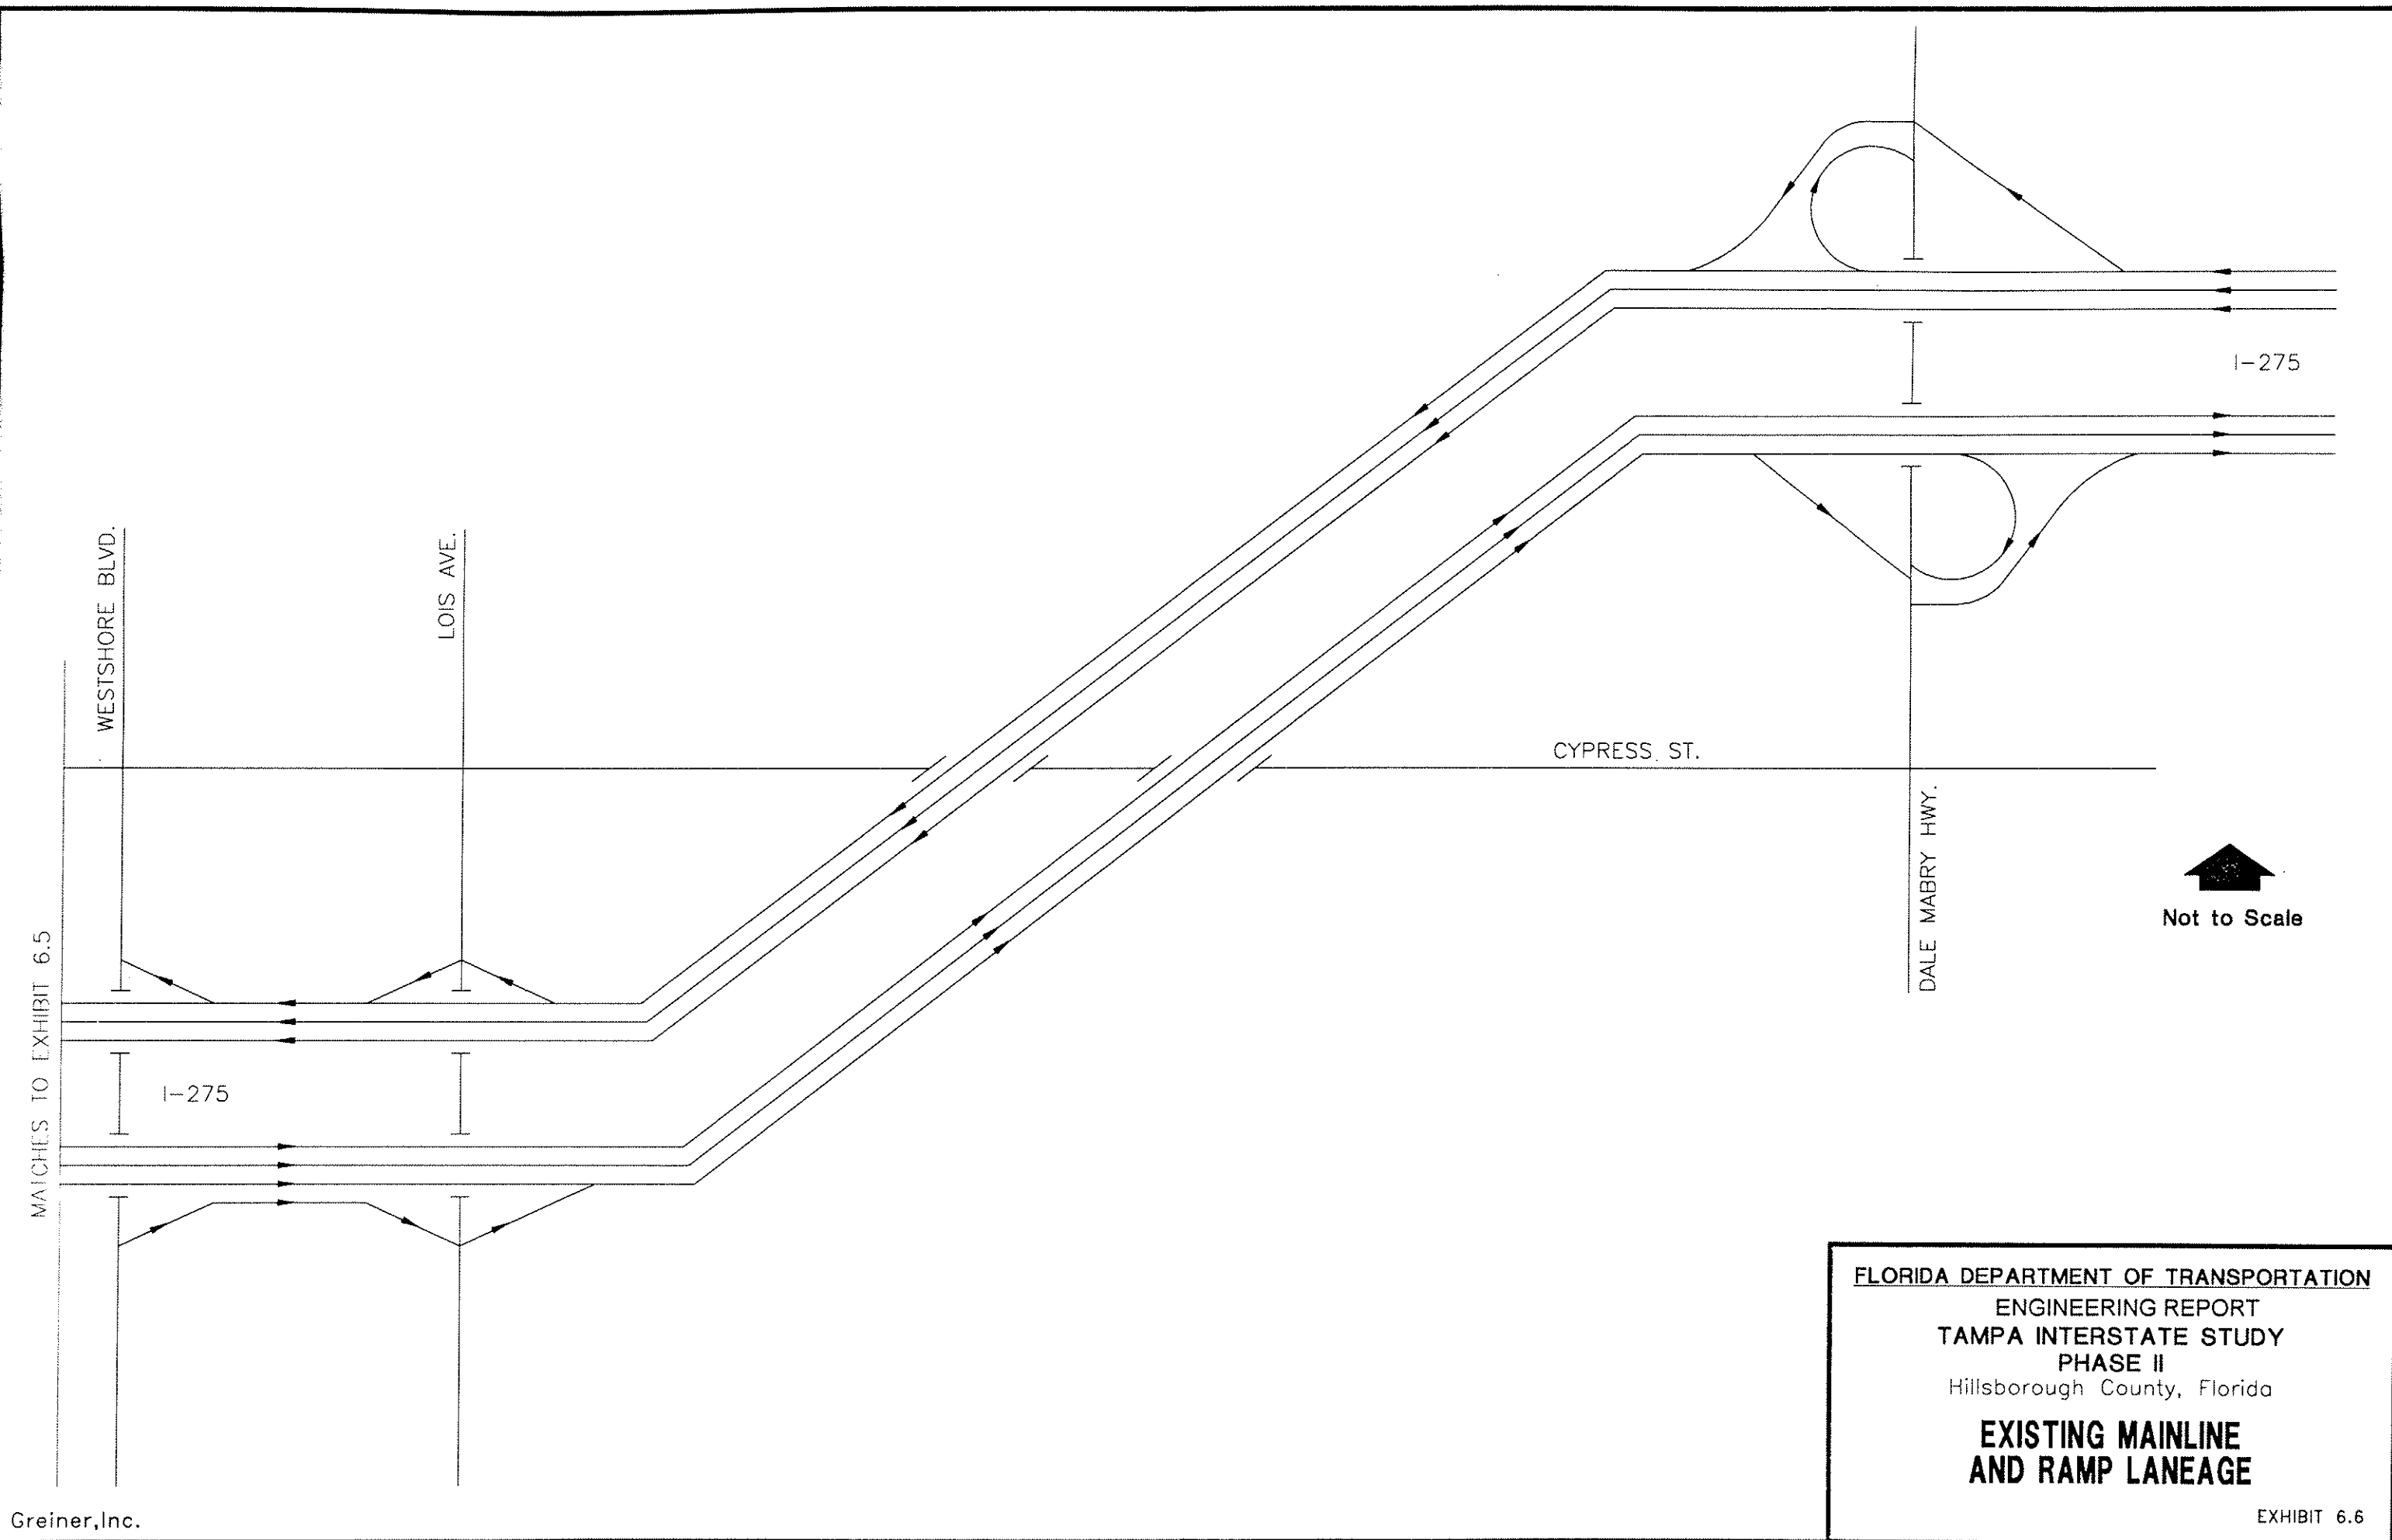 I-275
WESTSHORE BLVD.
LOIS AVE.
CYPRESS ST.
DALE MABRY HWY.
Not to Scale
MATCHES TO EXHIBIT 6.5
I-275
FLORIDA DEPARTMENT OF TRANSPORTATION
ENGINEERING REPORT
TAMPA INTERSTATE STUDY
PHASE II
Hillsborough County, Florida
EXISTING MAINLINE
AND RAMP LANEAGE
EXHIBIT 6.6
Greiner,Inc.